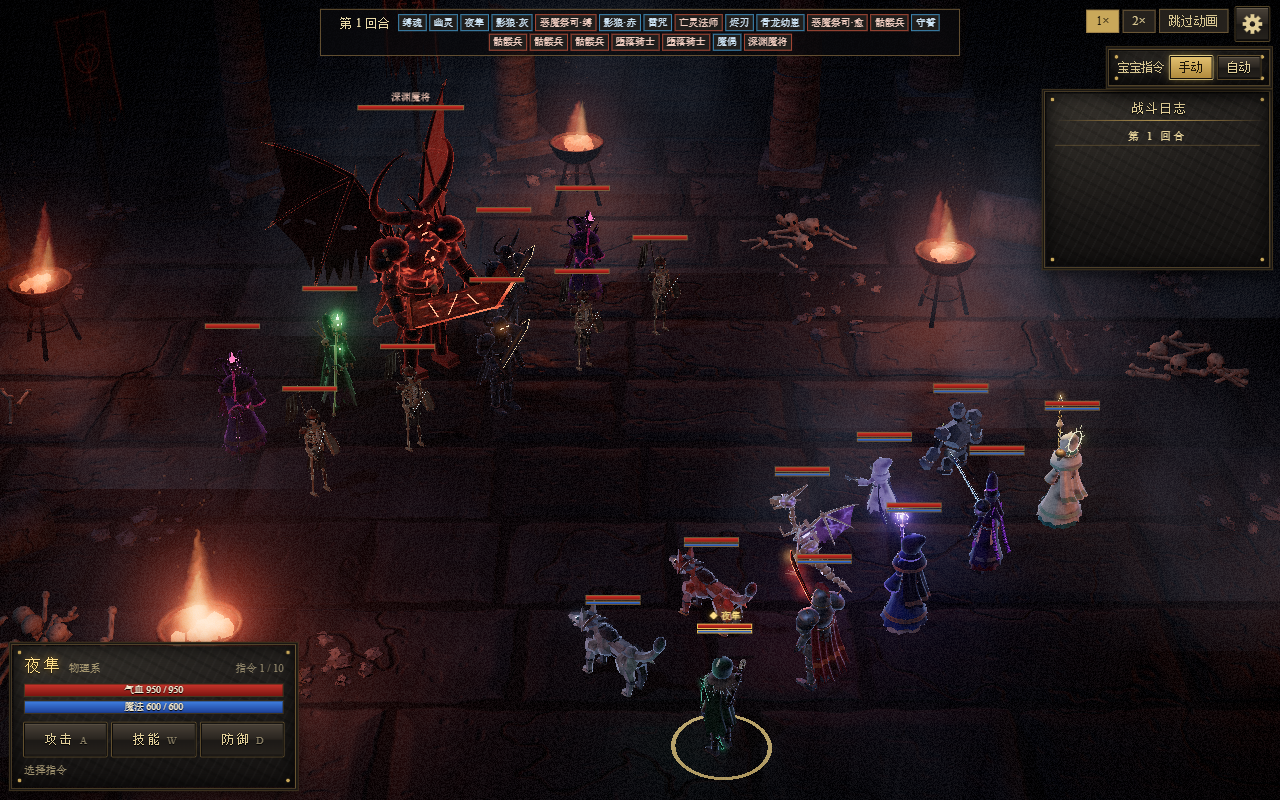 第 1 回合 缚魂 幽灵 夜隼 影狼·灰 恶魔祭司·缚 影狼·赤 雷咒 亡灵法师 烬刃 骨龙幼崽 恶魔祭司·愈 骷髅兵 守誓
骷髅兵 骷髅兵 骷髅兵 堕落骑士 堕落骑士 魔偶 深渊魔将
1× 2× 跳过动画
宝宝指令 手动 自动
战斗日志
第 1 回合
深渊魔将
夜隼
夜隼 物理系 指令 1 / 10
气血 950 / 950
魔法 600 / 600
攻击 A 技能 W 防御 D
选择指令